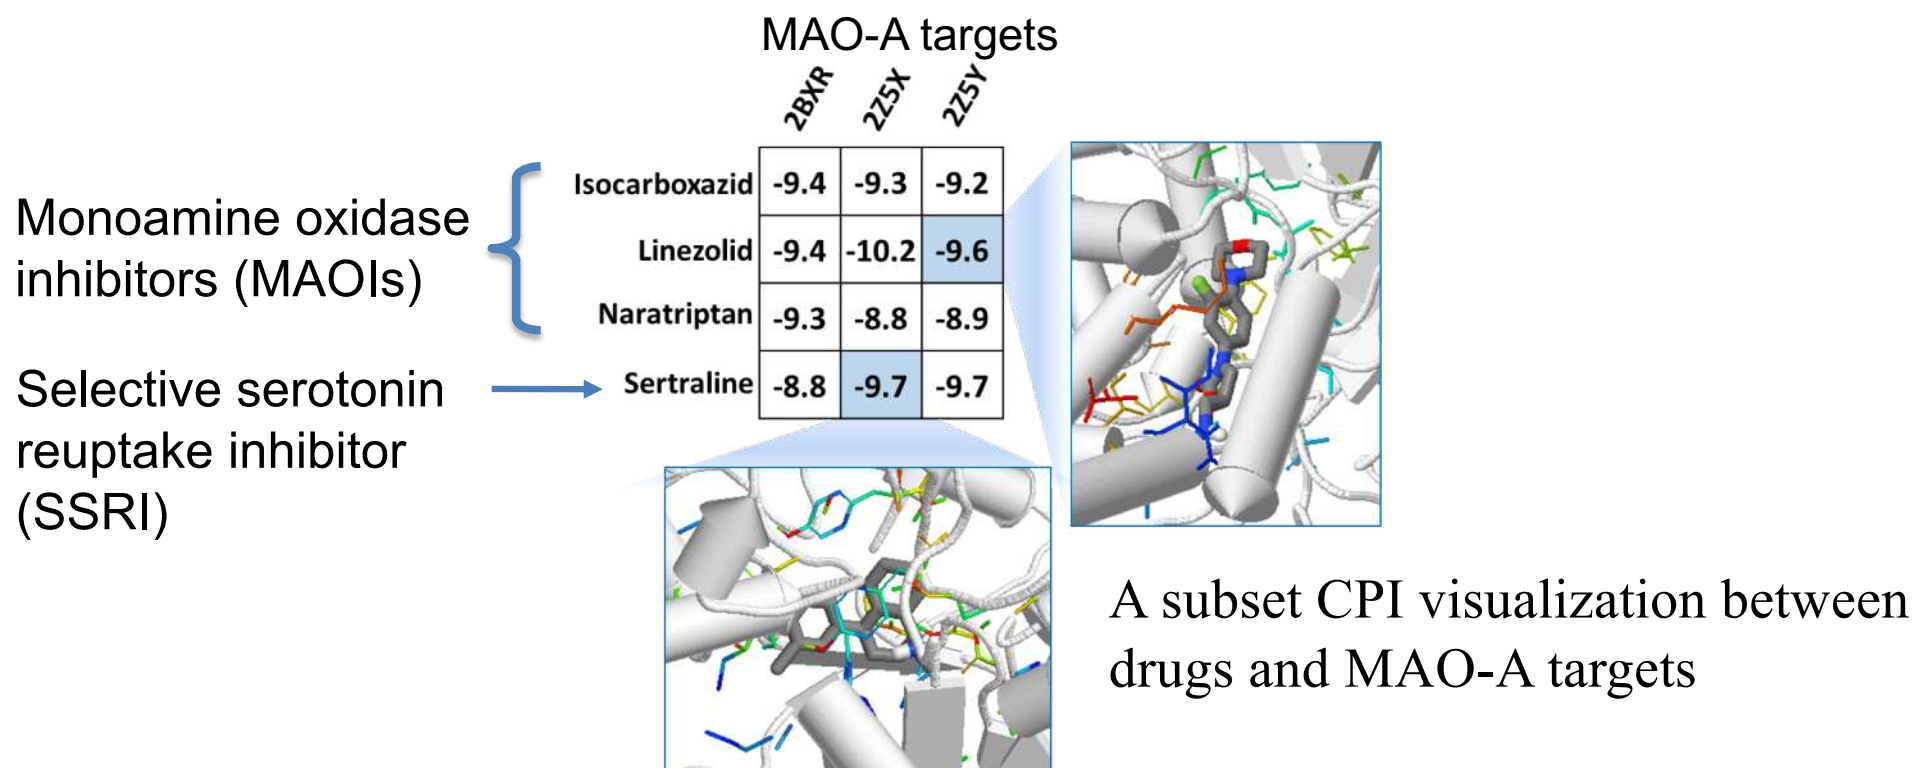 MAO-A targets
2BXR 2Z5X 2Z5Y
Monoamine oxidase
inhibitors (MAOIs)
Isocarboxazid -9.4 -9.3 -9.2
Linezolid -9.4 -10.2 -9.6
Naratriptan -9.3 -8.8 -8.9
Selective serotonin
reuptake inhibitor
(SSRI)
Sertraline -8.8 -9.7 -9.7
A subset CPI visualization between
drugs and MAO-A targets